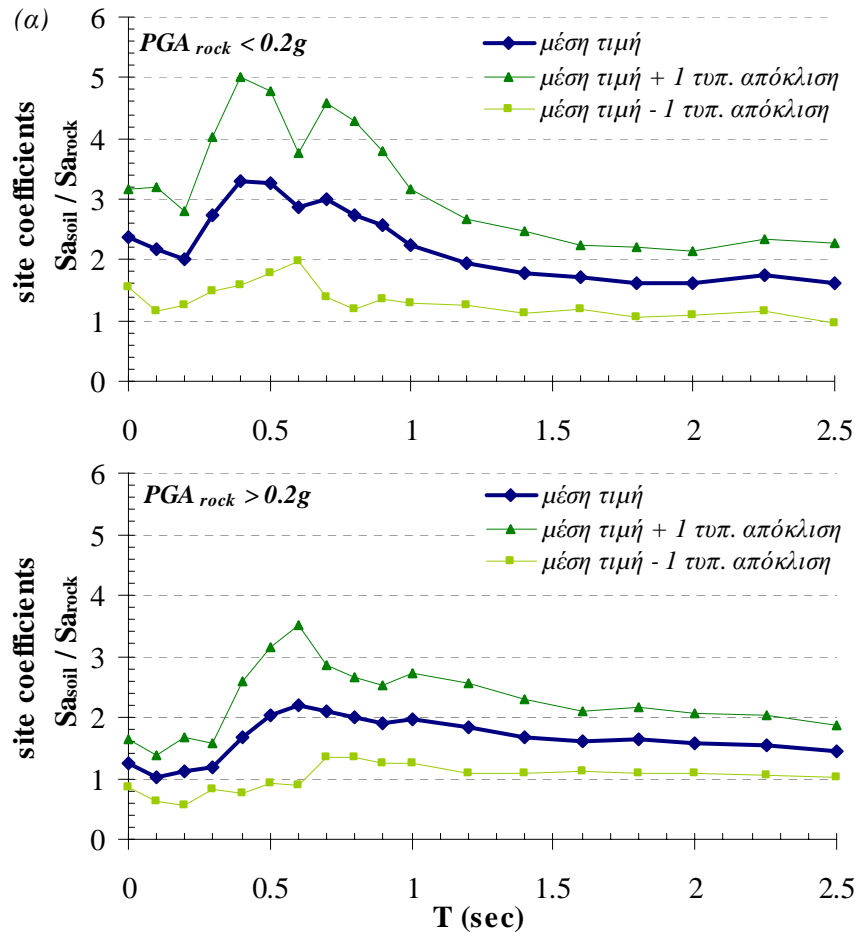 (α)
PGA rock < 0.2g
μέση τιμή
μέση τιμή + 1 τυπ. απόκλιση
μέση τιμή - 1 τυπ. απόκλιση
site coefficients
Sasoil / Sarock
6
5
4
3
2
1
0
0 0.5 1 1.5 2 2.5
PGA rock > 0.2g
μέση τιμή
μέση τιμή + 1 τυπ. απόκλιση
μέση τιμή - 1 τυπ. απόκλιση
site coefficients
Sasoil / Sarock
6
5
4
3
2
1
0
0 0.5 1 1.5 2 2.5
T (sec)